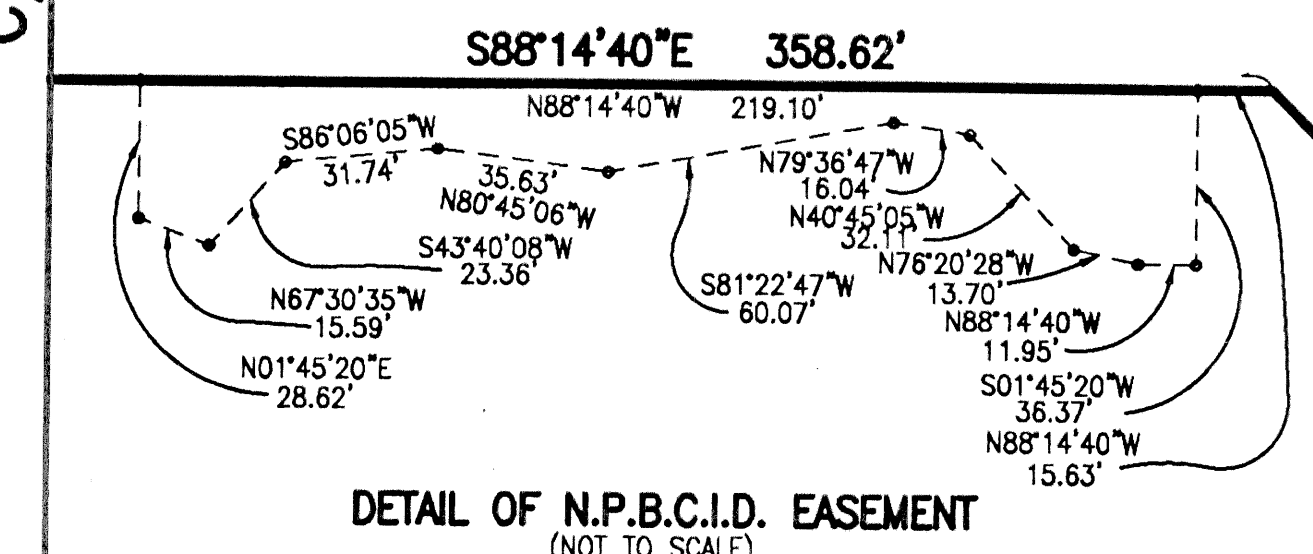 S88°14'40"E 358.62'
N88°14'40"W 219.10'
S86°06'05"W
31.74'
35.63'
N80°45'06"W
N79°36'47"W
16.04'
N40°45'05"W
32.11'
S43°40'08"W
23.36'
N76°20'28"W
13.70'
S81°22'47"W
60.07'
N67°30'35"W
15.59'
N88°14'40"W
11.95'
N01°45'20"E
28.62'
S01°45'20"W
36.37'
N88°14'40"W
15.63'
DETAIL OF N.P.B.C.I.D. EASEMENT
(NOT TO SCALE)